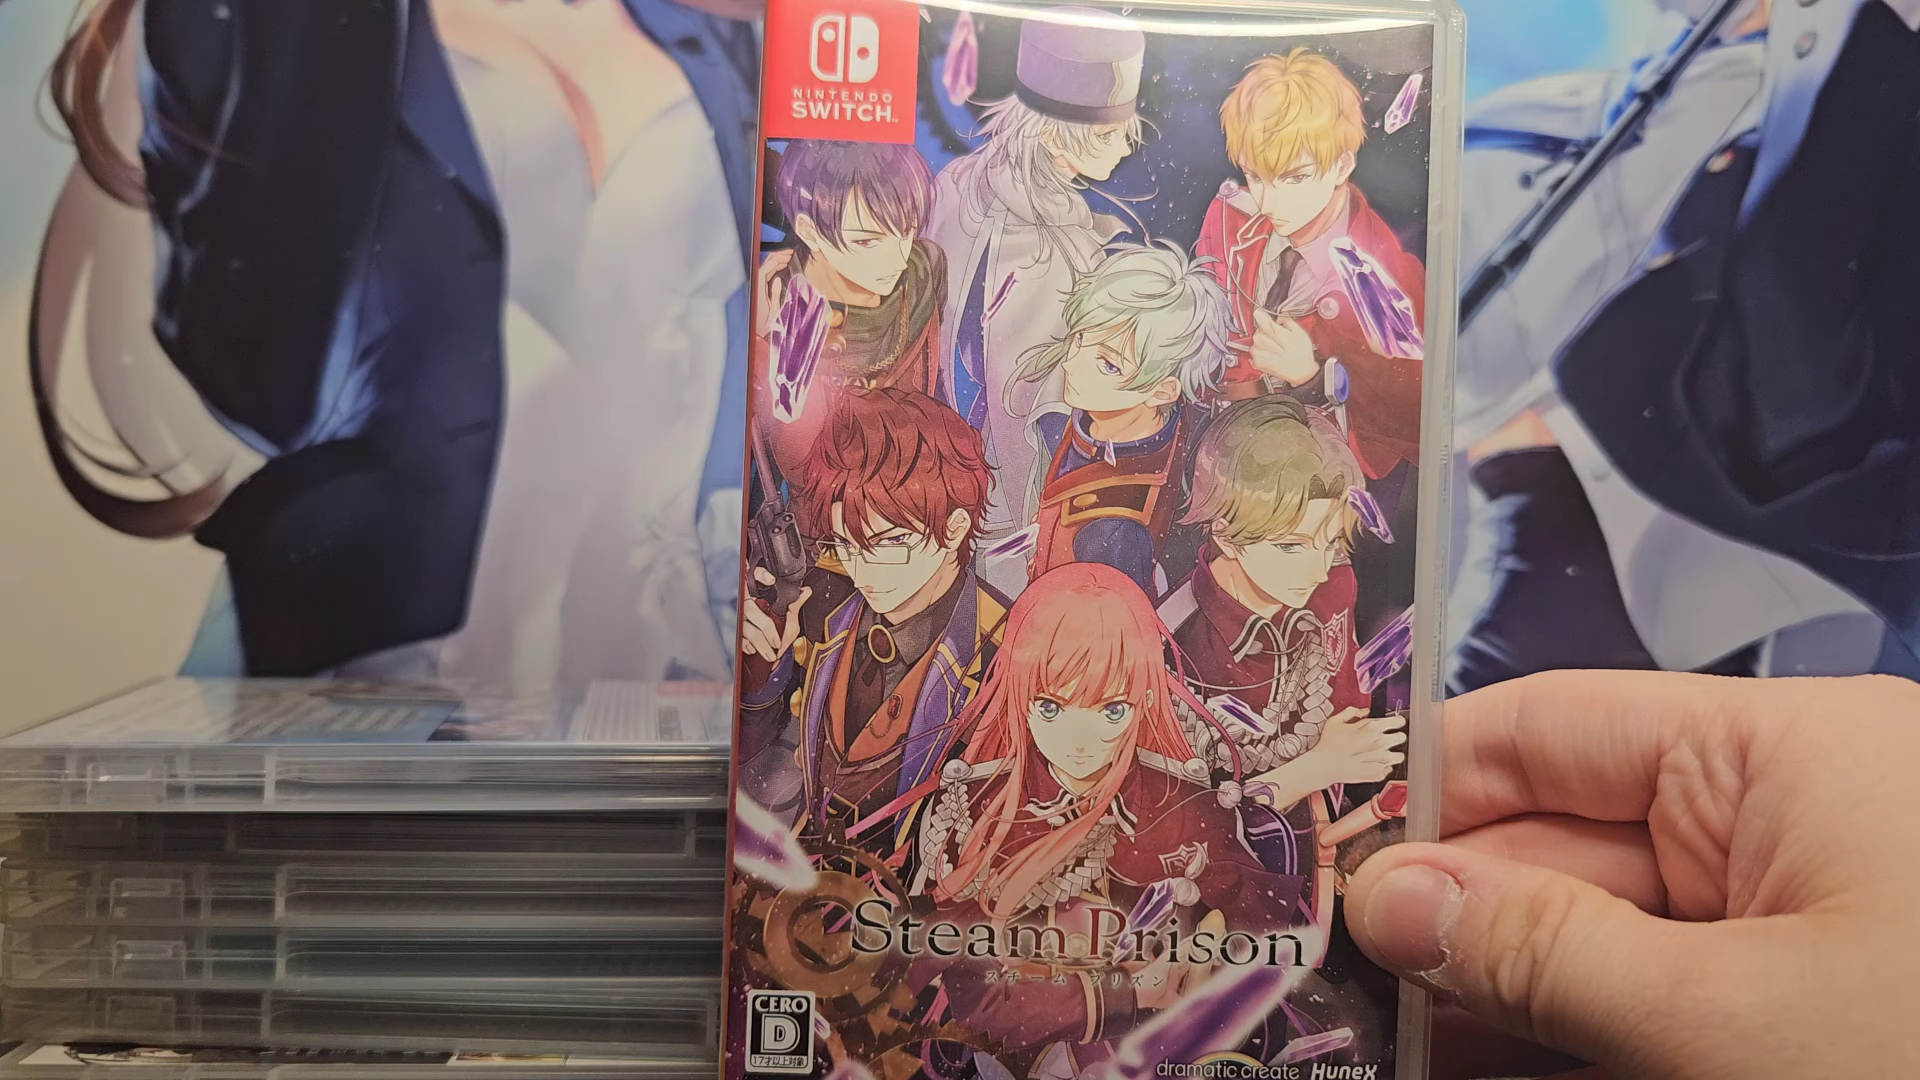 NINTENDO
SWITCH
Steam Prison
スチームプリズン
CERO
D
17才以上対象
dramatic create HuneX